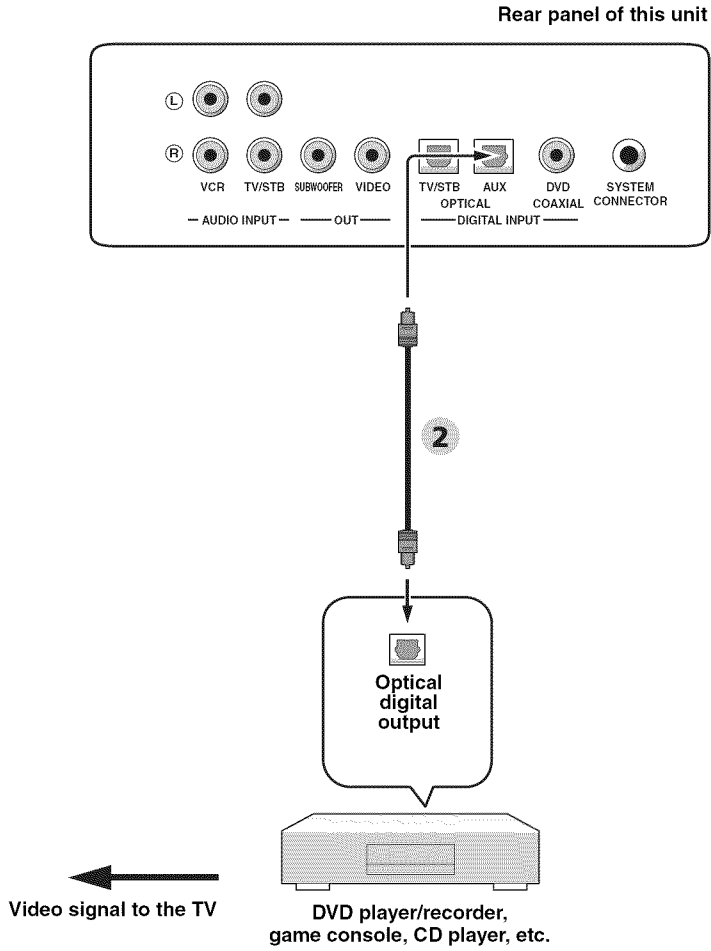 Rear panel of this unit
L
R
VCR TV/STB SUBWOOFER VIDEO TV/STB AUX DVD SYSTEM
OPTICAL COAXIAL CONNECTOR
AUDIO INPUT OUT DIGITAL INPUT
2
Optical
digital
output
Video signal to the TV
DVD player/recorder,
game console, CD player, etc.